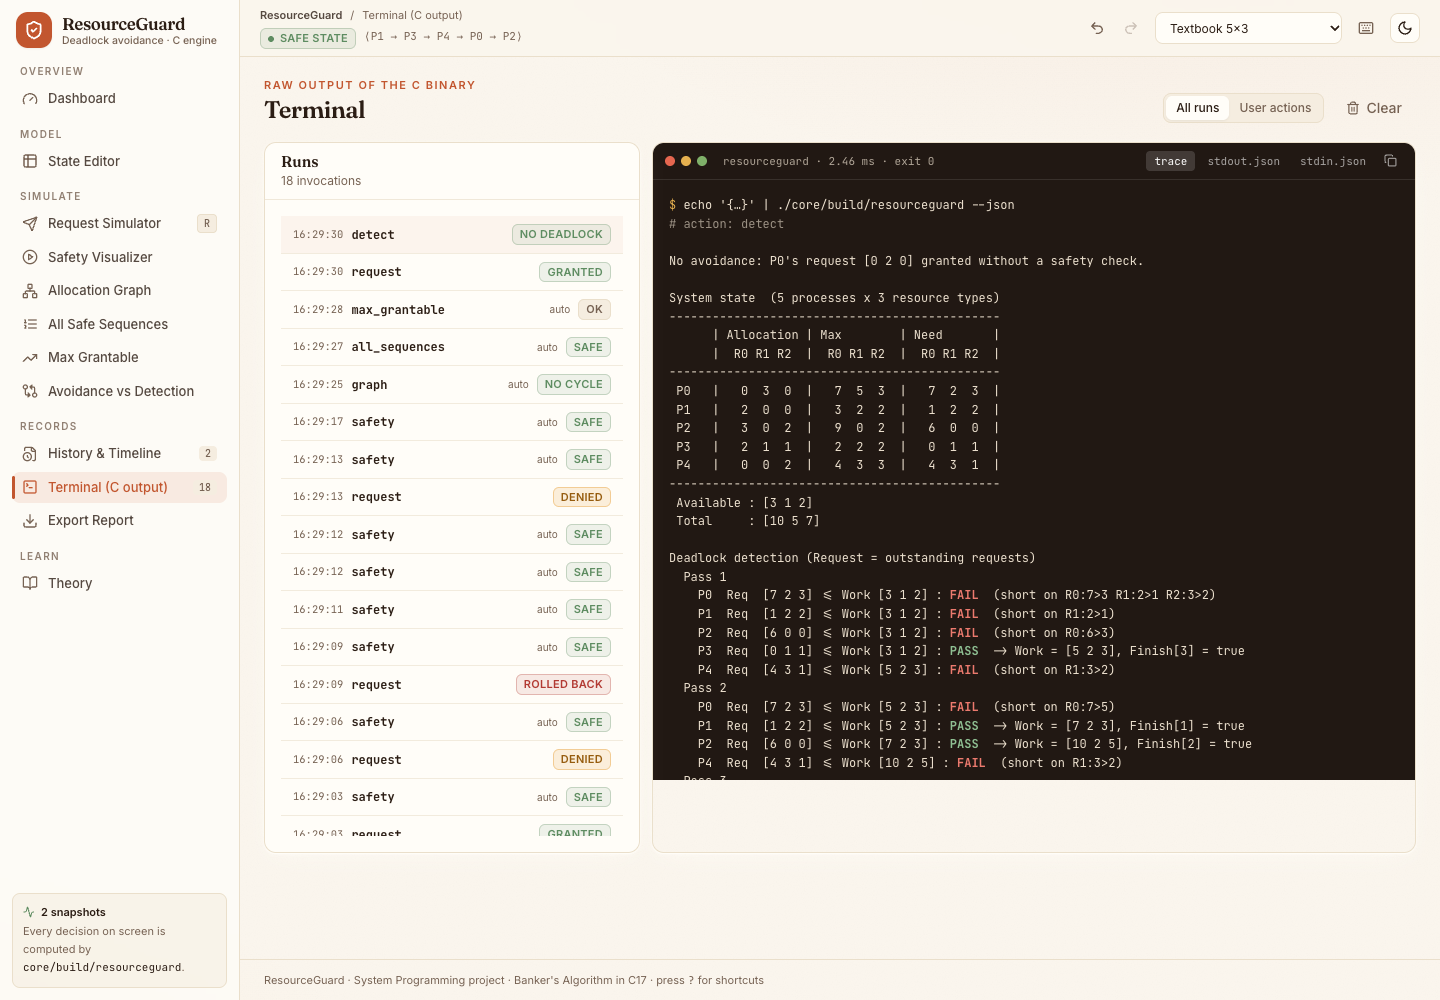 ResourceGuard
Deadlock avoidance · C engine
OVERVIEW
Dashboard
MODEL
State Editor
SIMULATE
Request Simulator R
Safety Visualizer
Allocation Graph
All Safe Sequences
Max Grantable
Avoidance vs Detection
RECORDS
History & Timeline 2
Terminal (C output) 18
Export Report
LEARN
Theory
2 snapshots
Every decision on screen is
computed by
core/build/resourceguard.
ResourceGuard / Terminal (C output)
SAFE STATE ⟨P1 → P3 → P4 → P0 → P2⟩
Textbook 5×3
RAW OUTPUT OF THE C BINARY
Terminal
All runs User actions Clear
Runs
18 invocations
16:29:30 detect NO DEADLOCK
16:29:30 request GRANTED
16:29:28 max_grantable auto OK
16:29:27 all_sequences auto SAFE
16:29:25 graph auto NO CYCLE
16:29:17 safety auto SAFE
16:29:13 safety auto SAFE
16:29:13 request DENIED
16:29:12 safety auto SAFE
16:29:12 safety auto SAFE
16:29:11 safety auto SAFE
16:29:09 safety auto SAFE
16:29:09 request ROLLED BACK
16:29:06 safety auto SAFE
16:29:06 request DENIED
16:29:03 safety auto SAFE
16:29:03 request GRANTED
resourceguard · 2.46 ms · exit 0 trace stdout.json stdin.json
$ echo '{…}' | ./core/build/resourceguard --json
# action: detect
No avoidance: P0's request [0 2 0] granted without a safety check.
System state (5 processes x 3 resource types)
----------------------------------------------
| Allocation | Max | Need |
| R0 R1 R2 | R0 R1 R2 | R0 R1 R2 |
----------------------------------------------
P0 | 0 3 0 | 7 5 3 | 7 2 3 |
P1 | 2 0 0 | 3 2 2 | 1 2 2 |
P2 | 3 0 2 | 9 0 2 | 6 0 0 |
P3 | 2 1 1 | 2 2 2 | 0 1 1 |
P4 | 0 0 2 | 4 3 3 | 4 3 1 |
----------------------------------------------
Available : [3 1 2]
Total : [10 5 7]
Deadlock detection (Request = outstanding requests)
Pass 1
P0 Req [7 2 3] ≤ Work [3 1 2] : FAIL (short on R0:7>3 R1:2>1 R2:3>2)
P1 Req [1 2 2] ≤ Work [3 1 2] : FAIL (short on R1:2>1)
P2 Req [6 0 0] ≤ Work [3 1 2] : FAIL (short on R0:6>3)
P3 Req [0 1 1] ≤ Work [3 1 2] : PASS → Work = [5 2 3], Finish[3] = true
P4 Req [4 3 1] ≤ Work [5 2 3] : FAIL (short on R1:3>2)
Pass 2
P0 Req [7 2 3] ≤ Work [5 2 3] : FAIL (short on R0:7>5)
P1 Req [1 2 2] ≤ Work [5 2 3] : PASS → Work = [7 2 3], Finish[1] = true
P2 Req [6 0 0] ≤ Work [7 2 3] : PASS → Work = [10 2 5], Finish[2] = true
P4 Req [4 3 1] ≤ Work [10 2 5] : FAIL (short on R1:3>2)
Pass 3
ResourceGuard · System Programming project · Banker's Algorithm in C17 · press ? for shortcuts